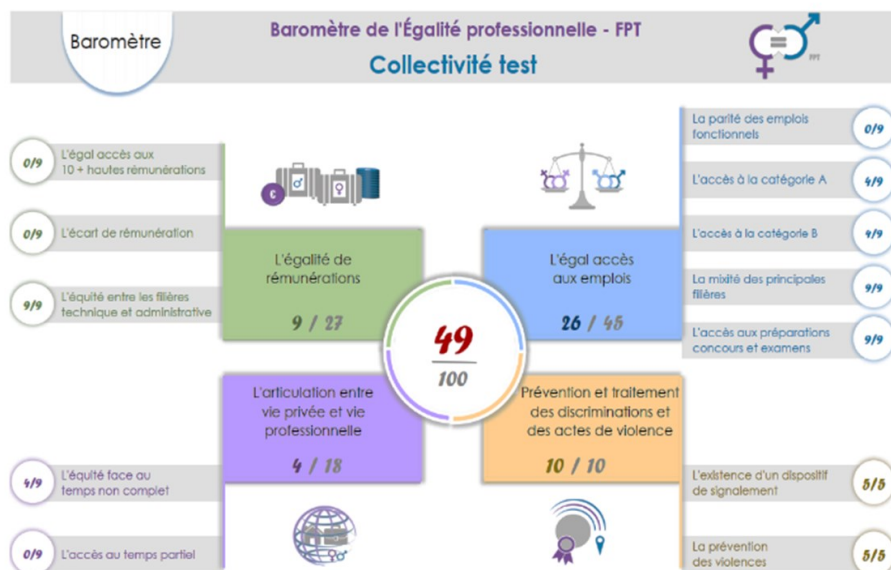 Baromètre
Baromètre de l'Égalité professionnelle - FPT
Collectivité test
FPT
0/9
L'égal accès aux
10 + hautes rémunérations
0/9
L'écart de rémunération
9/9
L'équité entre les filières
technique et administrative
€
L'égalité de
rémunérations
9 / 27
L'égal accès
aux emplois
26 / 45
La parité des emplois
fonctionnels
0/9
L'accès à la catégorie A
4/9
L'accès à la catégorie B
4/9
La mixité des principales
filières
9/9
L'accès aux préparations
concours et examens
9/9
49
100
L'articulation entre
vie privée et vie
professionnelle
4 / 18
Prévention et traitement
des discriminations et
des actes de violence
10 / 10
4/9
L'équité face au
temps non complet
0/9
L'accès au temps partiel
L'existence d'un dispositif
de signalement
5/5
La prévention
des violences
5/5